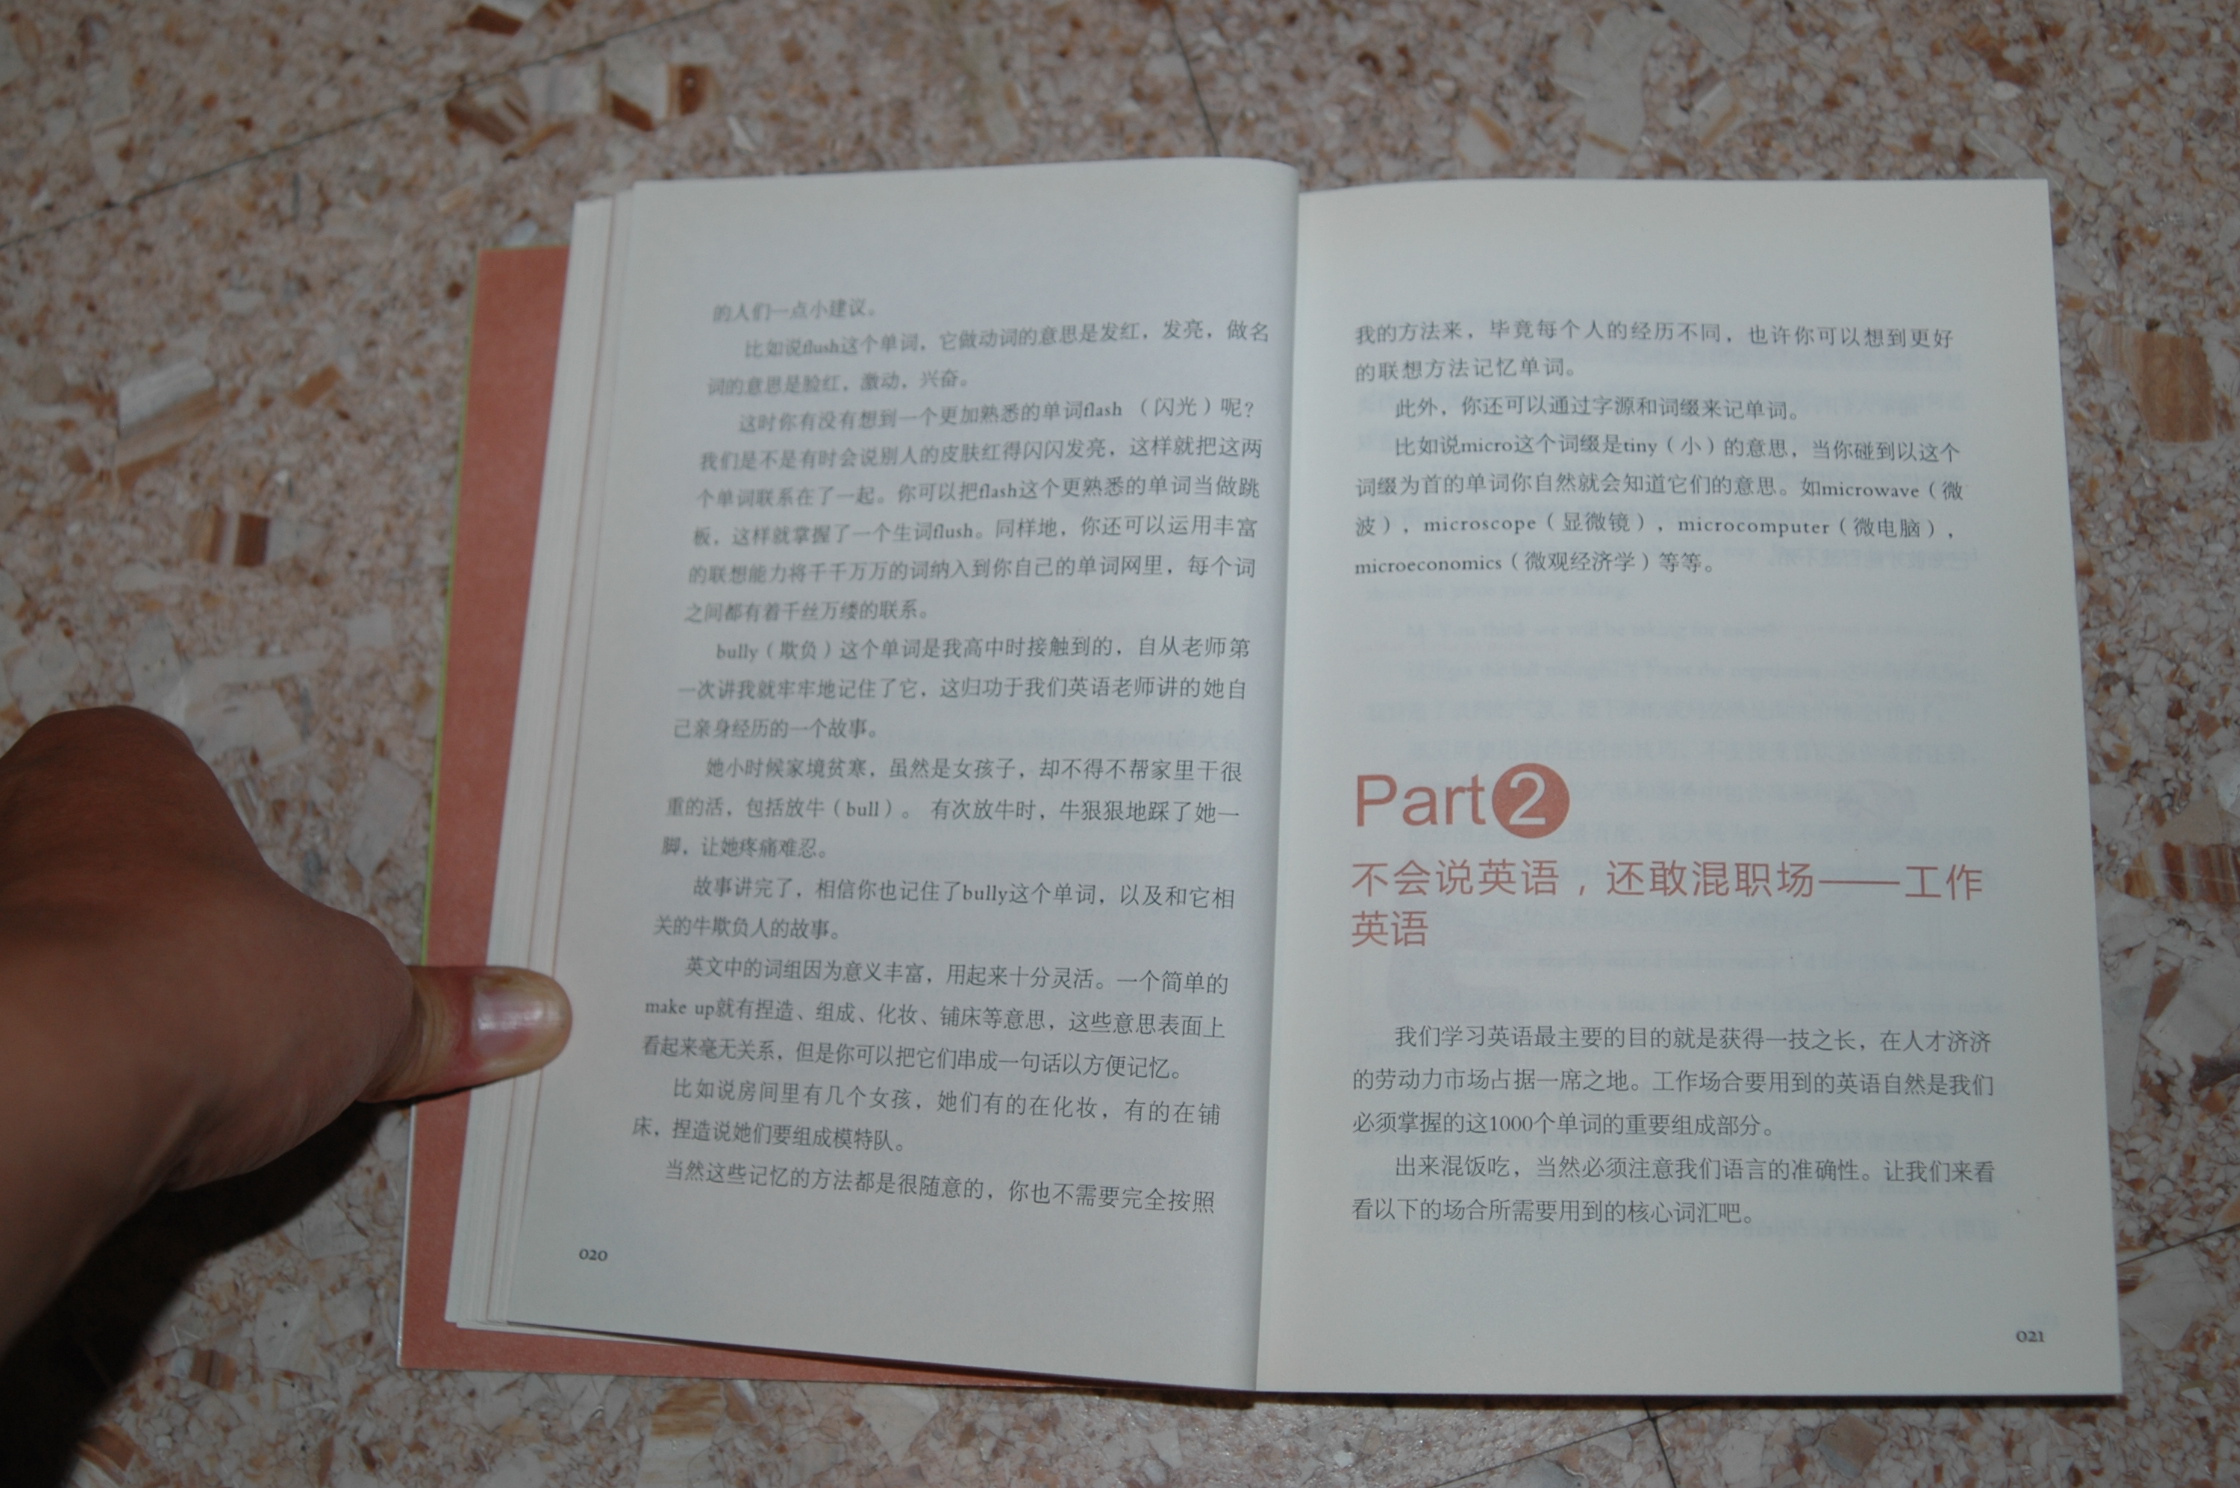 的人们一点小建议。
比如说flush这个单词，它做动词的意思是发红，发亮，做名
词的意思是脸红，激动，兴奋。
这时你有没有想到一个更加熟悉的单词flash（闪光）呢？
我们是不是有时会说别人的皮肤红得闪闪发亮，这样就把这两
个单词联系在了一起。你可以把flash这个更熟悉的单词当做跳
板，这样就掌握了一个生词flush。同样地，你还可以运用丰富
的联想能力将千千万万的词纳入到你自己的单词网里，每个词
之间都有着千丝万缕的联系。
bully（欺负）这个单词是我高中时接触到的，自从老师第
一次讲我就牢牢地记住了它，这归功于我们英语老师讲的她自
己亲身经历的一个故事。
她小时候家境贫寒，虽然是女孩子，却不得不帮家里干很
重的活，包括放牛（bull）。有次放牛时，牛狠狠地踩了她一
脚，让她疼痛难忍。
故事讲完了，相信你也记住了bully这个单词，以及和它相
关的牛欺负人的故事。
英文中的词组因为意义丰富，用起来十分灵活。一个简单的
make up就有捏造、组成、化妆、铺床等意思，这些意思表面上
看起来毫无关系，但是你可以把它们串成一句话以方便记忆。
比如说房间里有几个女孩，她们有的在化妆，有的在铺
床，捏造说她们要组成模特队。
当然这些记忆的方法都是很随意的，你也不需要完全按照
020
我的方法来，毕竟每个人的经历不同，也许你可以想到更好
的联想方法记忆单词。
此外，你还可以通过字源和词缀来记单词。
比如说micro这个词缀是tiny（小）的意思，当你碰到以这个
词缀为首的单词你自然就会知道它们的意思。如microwave（微
波），microscope（显微镜），microcomputer（微电脑），
microeconomics（微观经济学）等等。
Part 2
不会说英语，还敢混职场——工作
英语
我们学习英语最主要的目的就是获得一技之长，在人才济济
的劳动力市场占据一席之地。工作场合要用到的英语自然是我们
必须掌握的这1000个单词的重要组成部分。
出来混饭吃，当然必须注意我们语言的准确性。让我们来看
看以下的场合所需要用到的核心词汇吧。
021